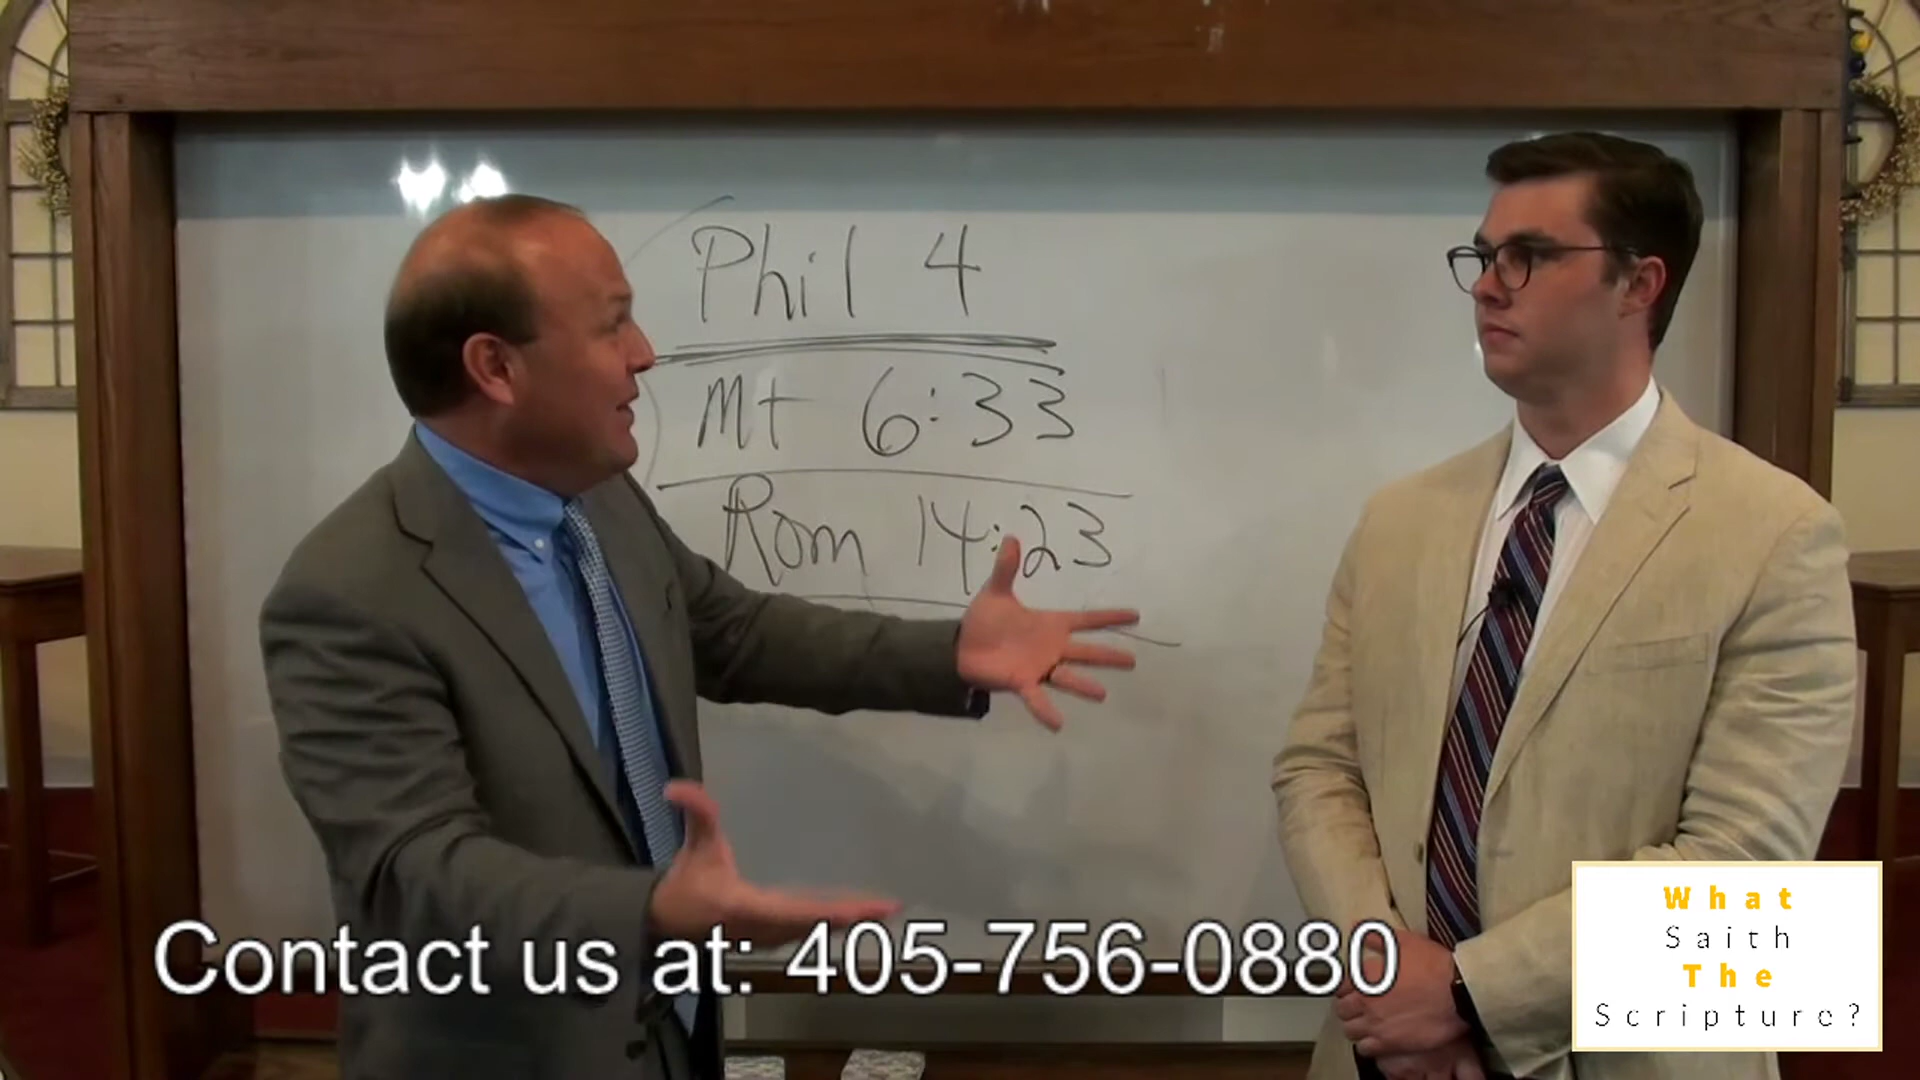 Phil 4
Mt 6:33
Rom 14:23
Contact us at: 405-756-0880
What
Saith
The
Scripture?